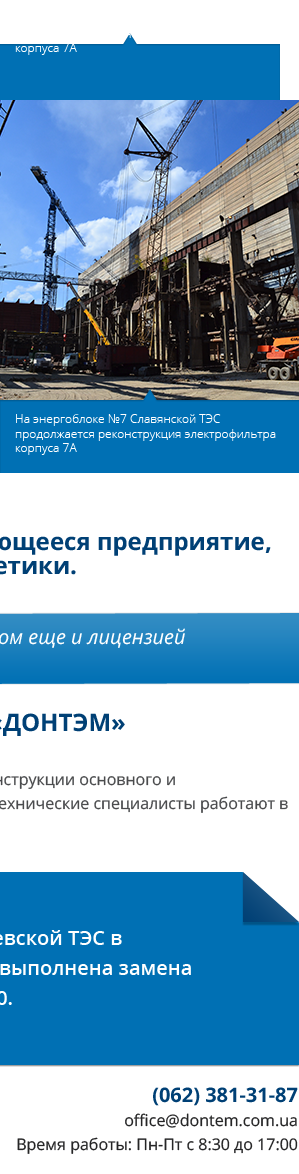 корпуса 7А
На энергоблоке №7 Славянской ТЭС
продолжается реконструкция электрофильтра
корпуса 7А
ющееся предприятие,
етики.
ом еще и лицензией
«ДОНТЭМ»
нструкции основного и
ехнические специалисты работают в
евской ТЭС в
выполнена замена
0.
(062) 381-31-87
office@dontem.com.ua
Время работы: Пн-Пт с 8:30 до 17:00